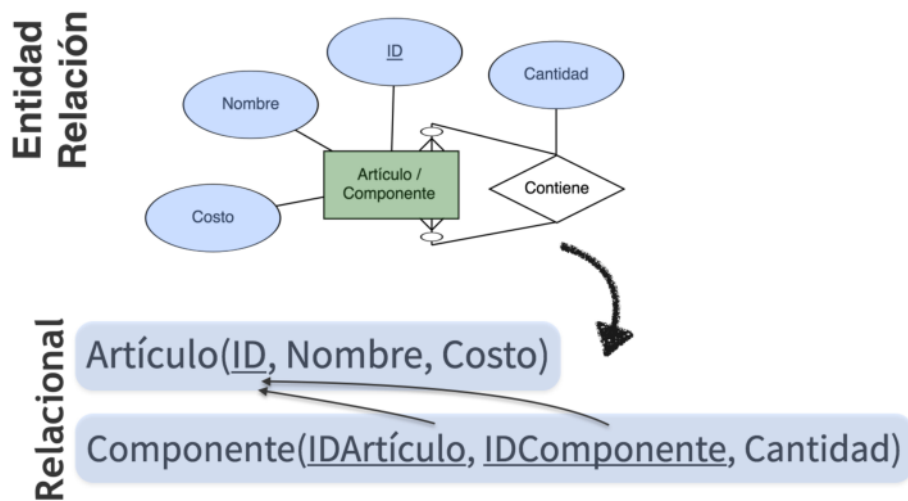 Entidad
Relación
ID
Cantidad
Nombre
Artículo /
Componente
Contiene
Costo
Relacional
Artículo(ID, Nombre, Costo)
Componente(IDArtículo, IDComponente, Cantidad)